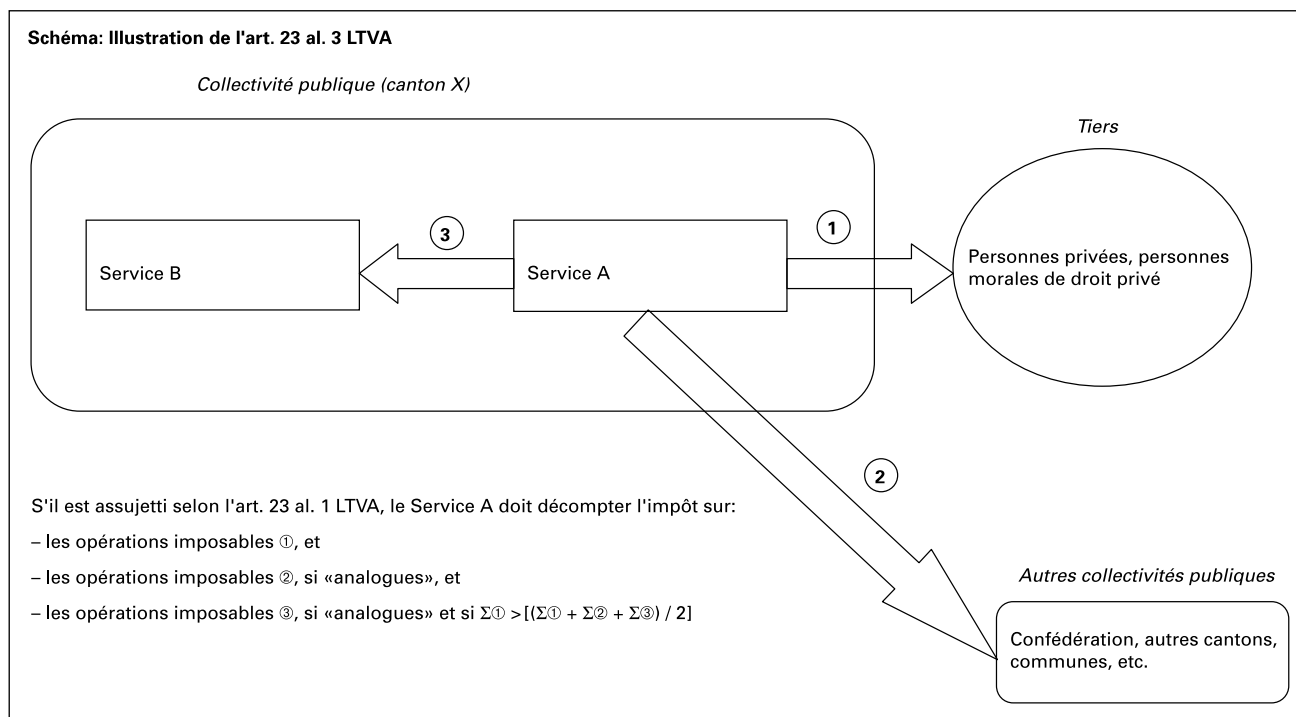 Schéma: Illustration de l'art. 23 al. 3 LTVA
Collectivité publique (canton X)
Tiers
3
1
Service B
Service A
Personnes privées, personnes
morales de droit privé
2
S'il est assujetti selon l'art. 23 al. 1 LTVA, le Service A doit décompter l'impôt sur:
– les opérations imposables ①, et
– les opérations imposables ②, si «analogues», et
– les opérations imposables ③, si «analogues» et si Σ① >[(Σ① + Σ② + Σ③) / 2]
Autres collectivités publiques
Confédération, autres cantons,
communes, etc.